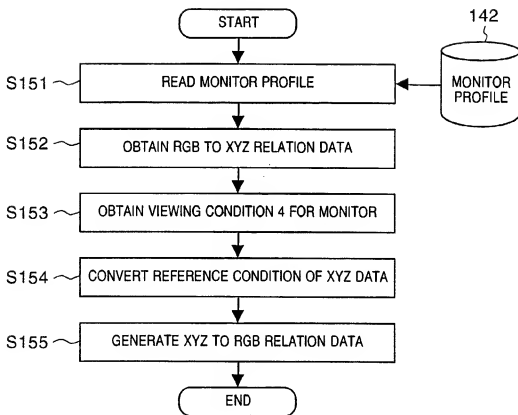 START
142
S151
READ MONITOR PROFILE
MONITOR
PROFILE
S152
OBTAIN RGB TO XYZ RELATION DATA
S153
OBTAIN VIEWING CONDITION 4 FOR MONITOR
S154
CONVERT REFERENCE CONDITION OF XYZ DATA
S155
GENERATE XYZ TO RGB RELATION DATA
END